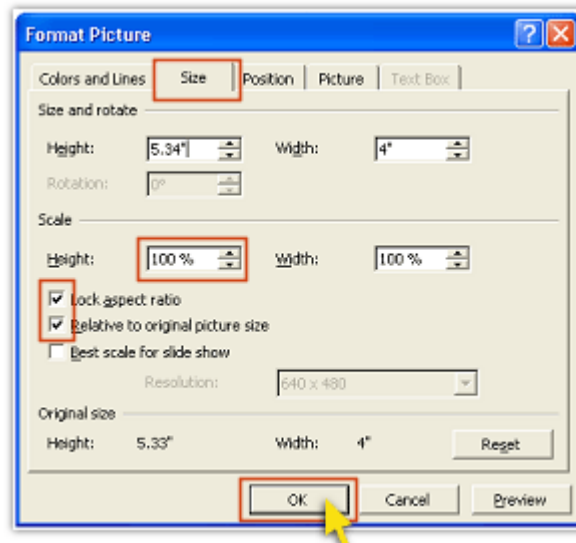 Format Picture
Colors and Lines Size Position Picture Text Box
Size and rotate
Height: 5.34" Width: 4"
Rotation: 0°
Scale
Height: 100 % Width: 100 %
Lock aspect ratio
Relative to original picture size
Best scale for slide show
Resolution: 640 x 480
Original size
Height: 5.33" Width: 4" Reset
OK Cancel Preview